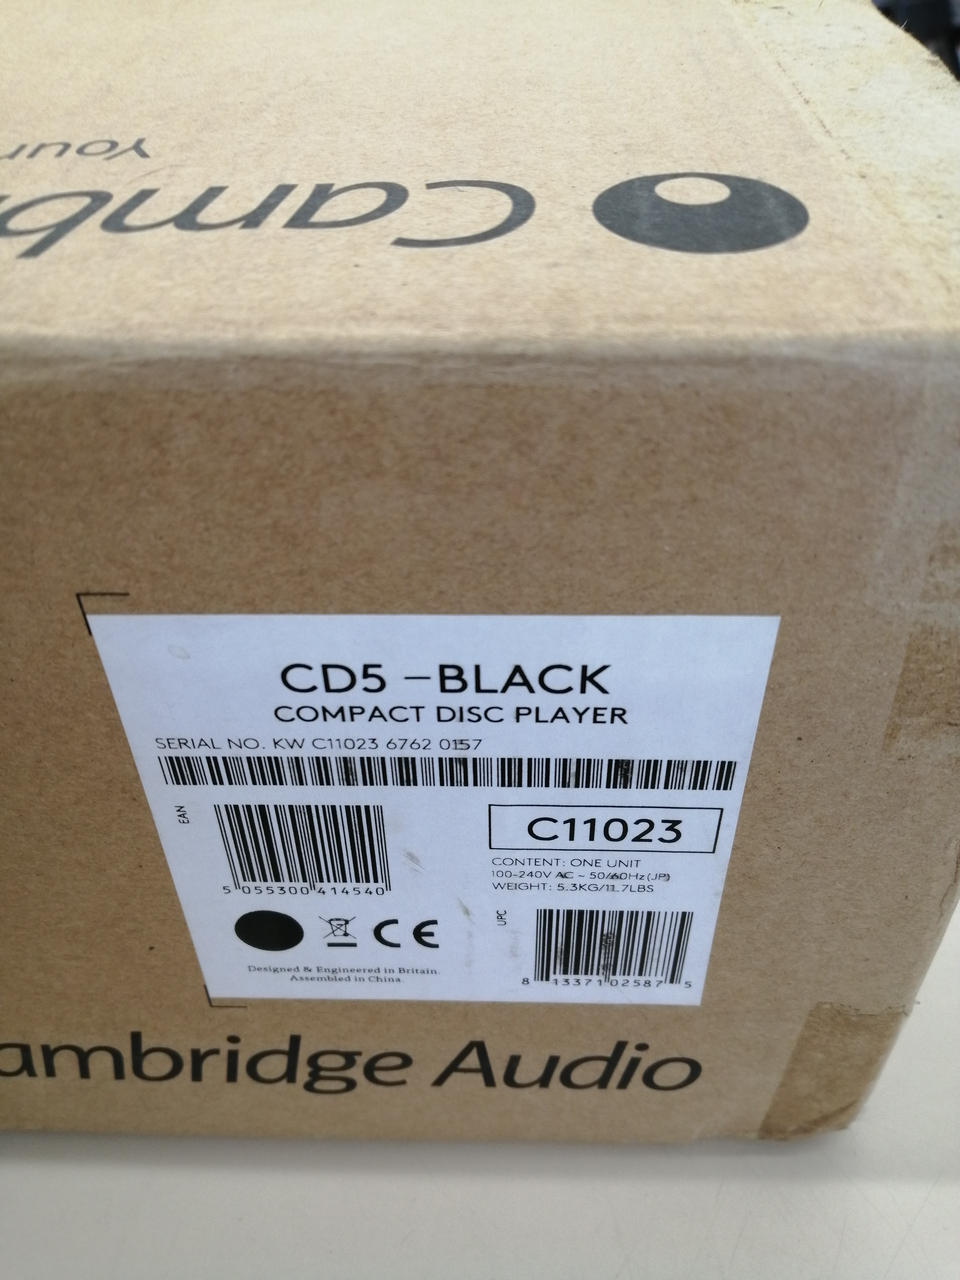 Your
Camb
CD5 –BLACK
COMPACT DISC PLAYER
SERIAL NO. KW C11023 6762 0157
EAN
5 055300 414540
C11023
CONTENT: ONE UNIT
100-240V AC ~ 50/60Hz (JP)
WEIGHT: 5.3KG/11.7LBS
CE
UPC
8 13371 02587 5
Designed & Engineered in Britain.
Assembled in China.
ambridge Audio